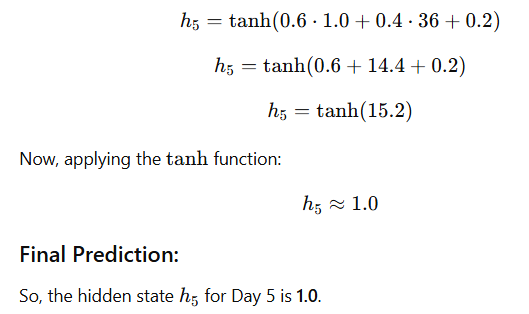 h₅ = tanh(0.6 · 1.0 + 0.4 · 36 + 0.2)
h₅ = tanh(0.6 + 14.4 + 0.2)
h₅ = tanh(15.2)
Now, applying the tanh function:
h₅ ≈ 1.0
Final Prediction:
So, the hidden state h₅ for Day 5 is 1.0.